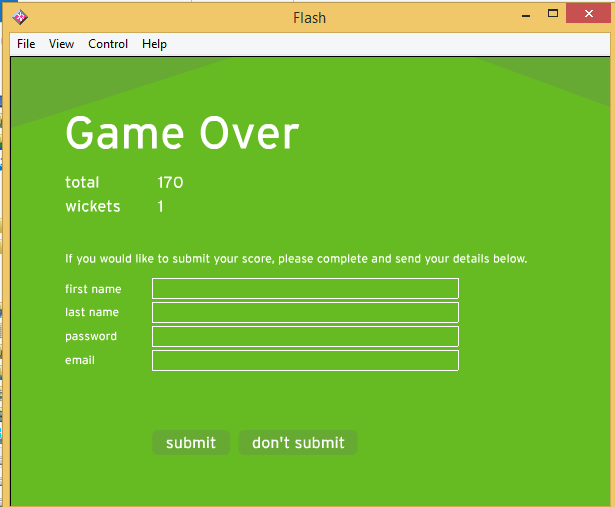 Flash
File View Control Help
Game Over
total 170
wickets 1
If you would like to submit your score, please complete and send your details below.
first name
last name
password
email
submit don't submit